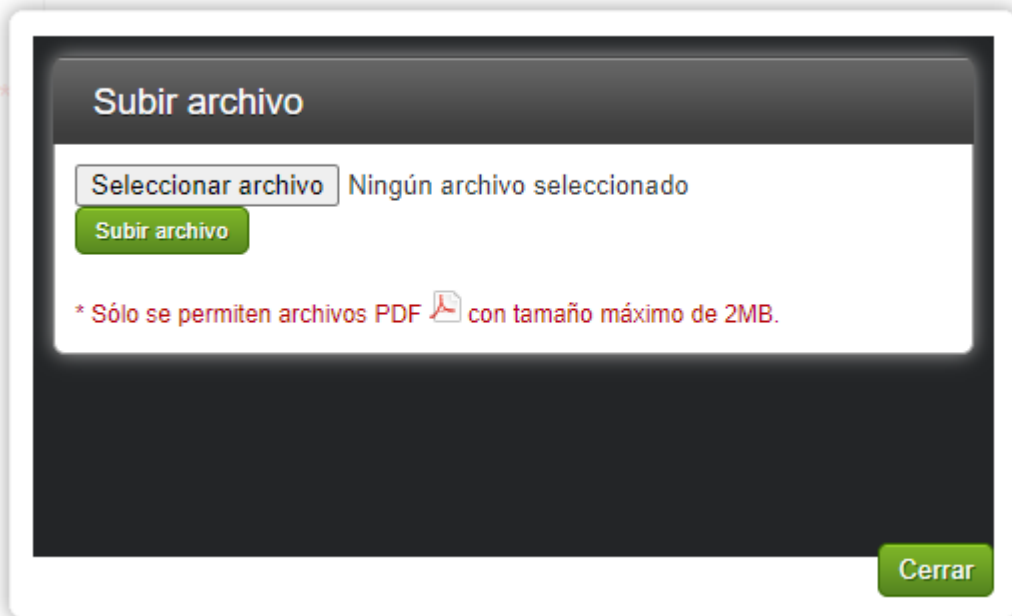 Subir archivo
Seleccionar archivo Ningún archivo seleccionado
Subir archivo
* Sólo se permiten archivos PDF con tamaño máximo de 2MB.
Cerrar